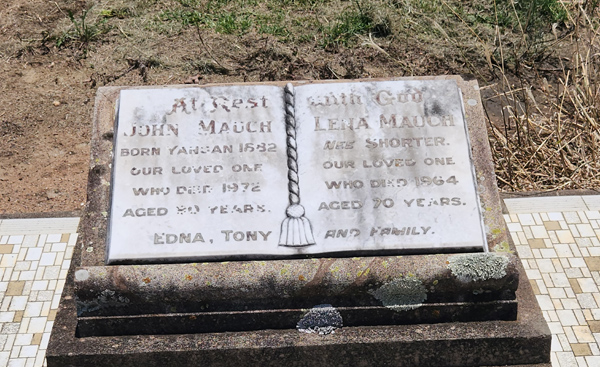 At Rest with God
JOHN MAUCH
BORN YANGAN 1882
OUR LOVED ONE
WHO DIED 1972
AGED 90 YEARS.
LENA MAUCH
NEE SHORTER.
OUR LOVED ONE
WHO DIED 1964
AGED 70 YEARS.
EDNA, TONY AND FAMILY.